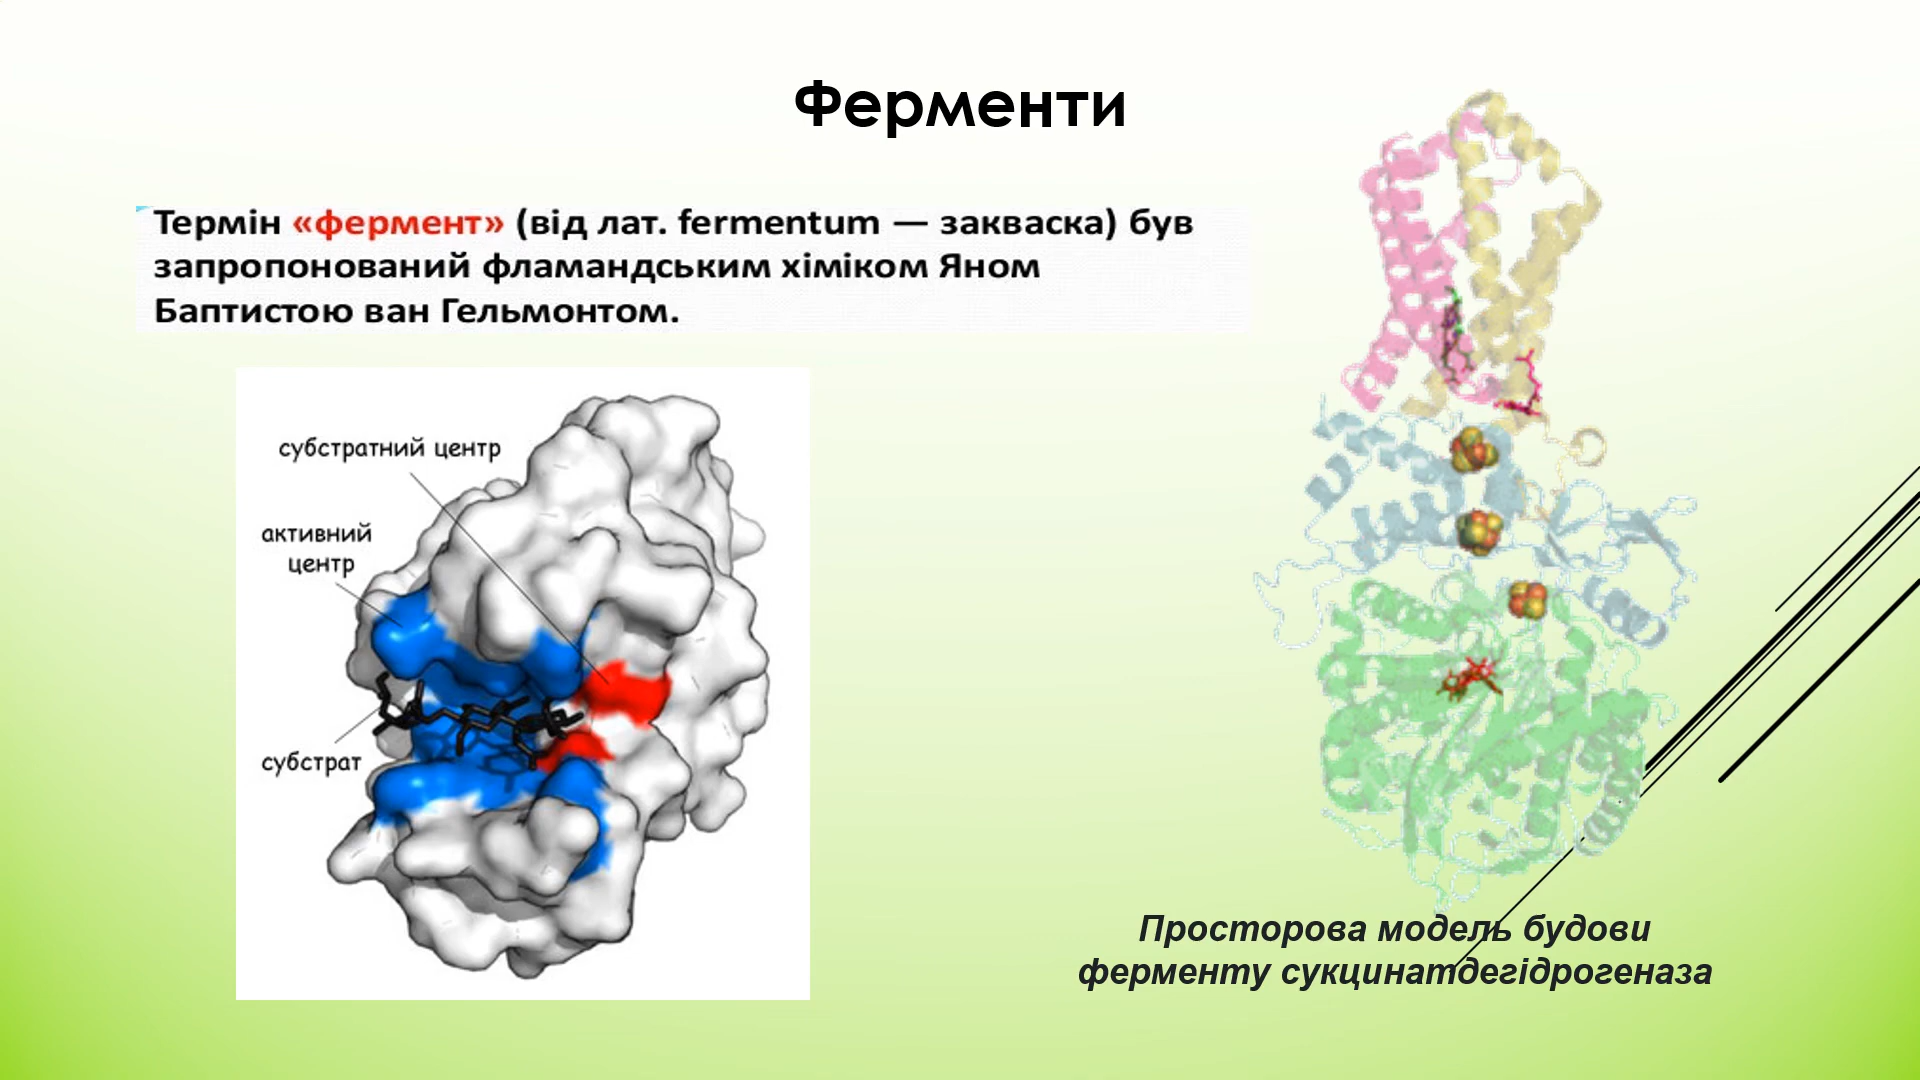 Ферменти
Термін «фермент» (від лат. fermentum — закваска) був
запропонований фламандським хіміком Яном
Баптистою ван Гельмонтом.
субстратний центр
активний
центр
субстрат
Просторова модель будови
ферменту сукцинатдегідрогеназа